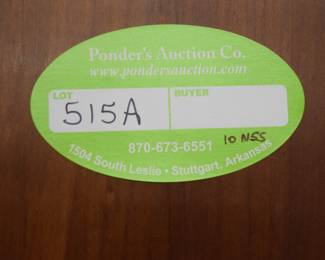 Ponder's Auction Co.
www.pondersauction.com
LOT
BUYER
515A
10 NSS
870-673-6551
1504 South Leslie • Stuttgart, Arkansas